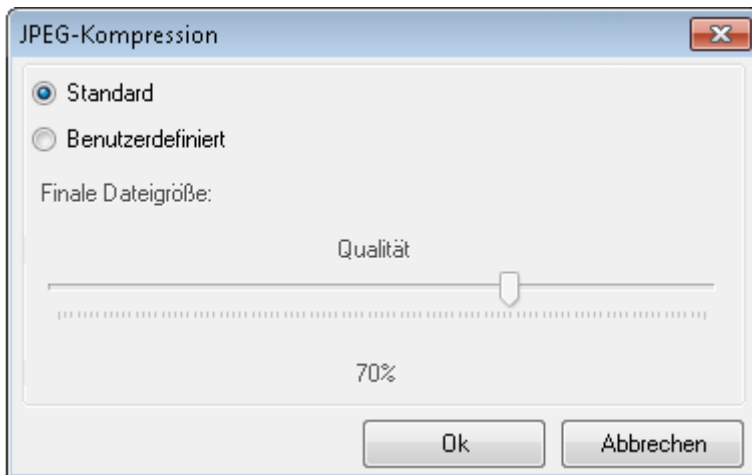 JPEG-Kompression
Standard
Benutzerdefiniert
Finale Dateigröße:
Qualität
70%
Ok
Abbrechen